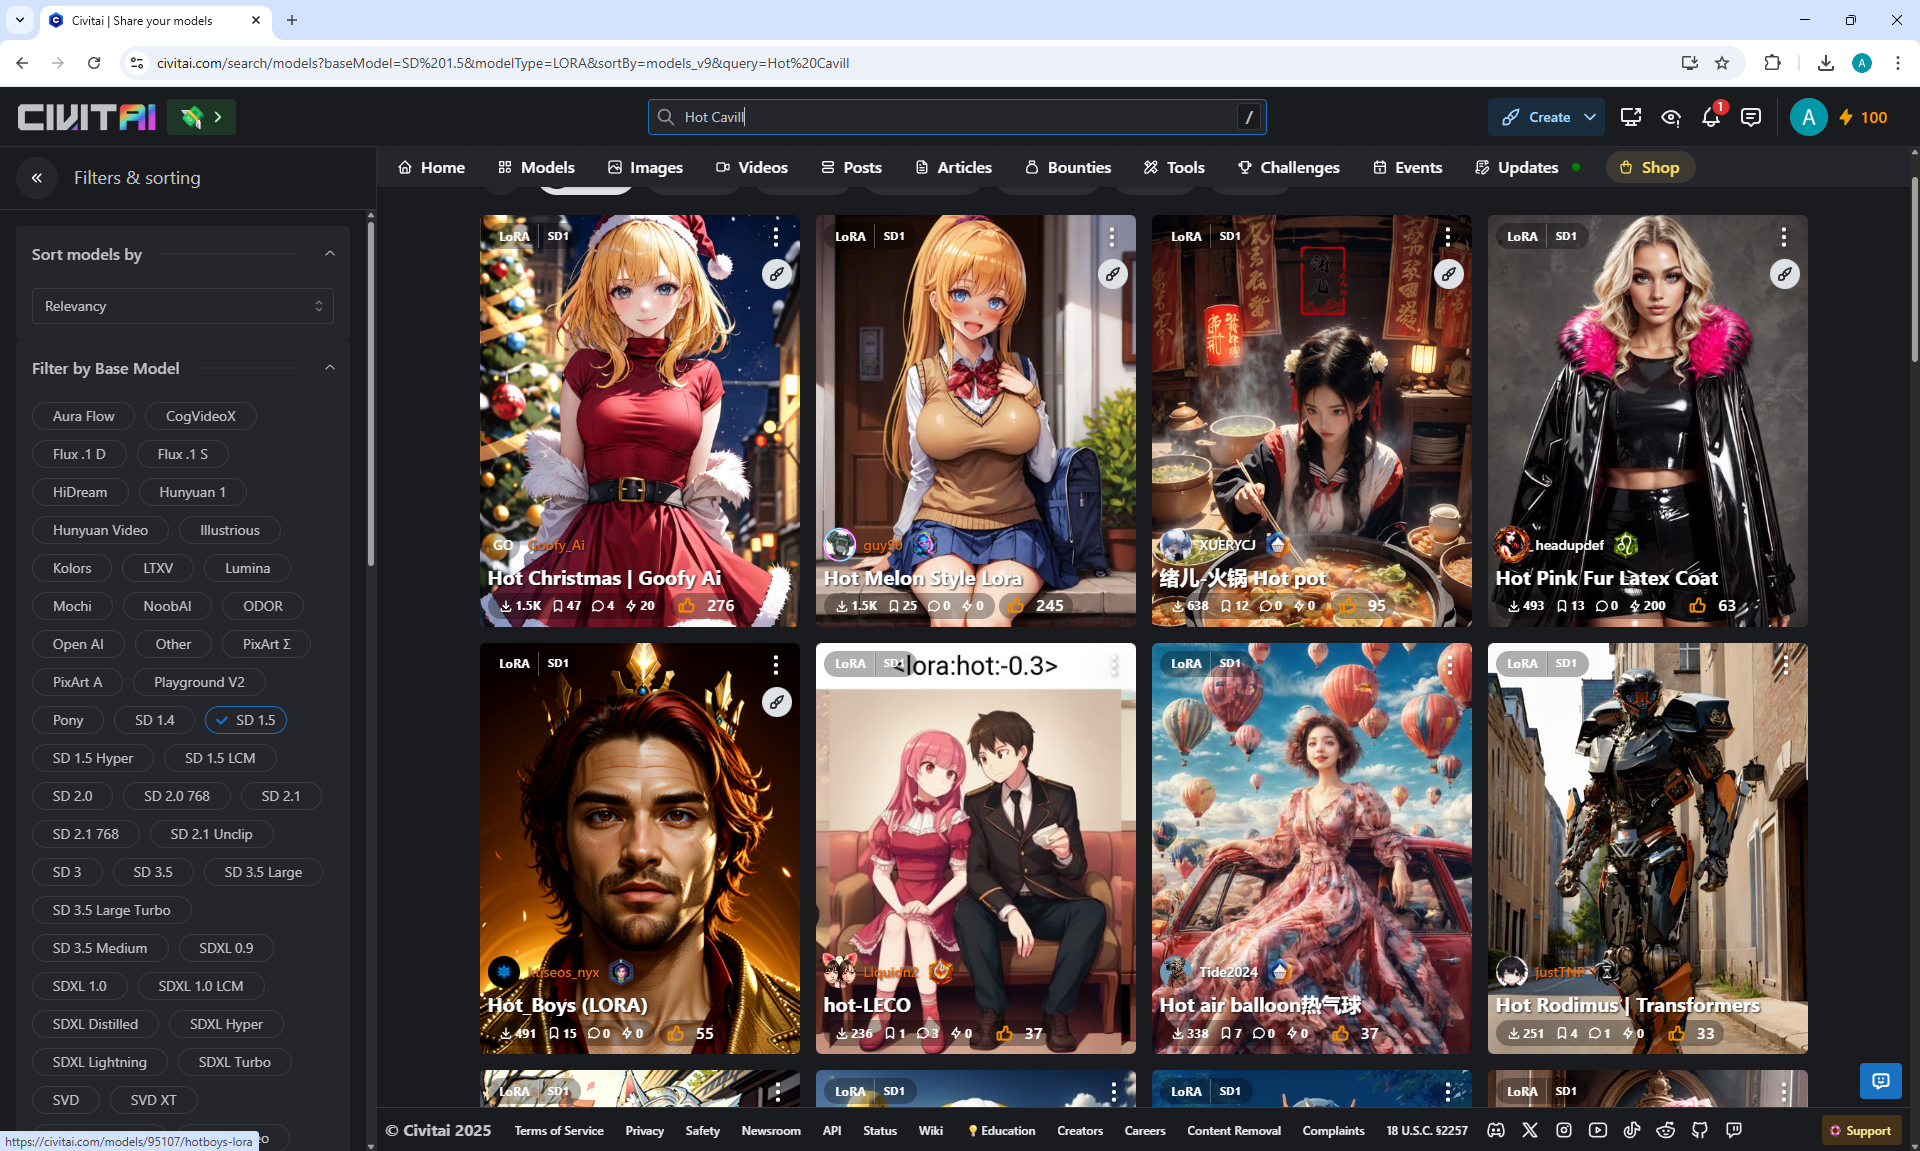 Civitai | Share your models
civitai.com/search/models?baseModel=SD%201.5&modelType=LORA&sortBy=models_v9&query=Hot%20Cavill
A
CIVITAI
Hot Cavill
/
Create
1
A
100
Filters & sorting
Home
Models
Images
Videos
Posts
Articles
Bounties
Tools
Challenges
Events
Updates
Shop
Sort models by
Relevancy
Filter by Base Model
Aura Flow
CogVideoX
Flux .1 D
Flux .1 S
HiDream
Hunyuan 1
Hunyuan Video
Illustrious
Kolors
LTXV
Lumina
Mochi
NoobAI
ODOR
Open AI
Other
PixArt Σ
PixArt A
Playground V2
Pony
SD 1.4
SD 1.5
SD 1.5 Hyper
SD 1.5 LCM
SD 2.0
SD 2.0 768
SD 2.1
SD 2.1 768
SD 2.1 Unclip
SD 3
SD 3.5
SD 3.5 Large
SD 3.5 Large Turbo
SD 3.5 Medium
SDXL 0.9
SDXL 1.0
SDXL 1.0 LCM
SDXL Distilled
SDXL Hyper
SDXL Lightning
SDXL Turbo
SVD
SVD XT
https://civitai.com/models/95107/hotboys-lora
LoRA SD1
GO Goofy_Ai
Hot Christmas | Goofy Ai
1.5K 47 4 20 276
LoRA SD1
guy90
Hot Melon Style Lora
1.5K 25 0 0 245
LoRA SD1
XUERYCJ
绪儿-火锅 Hot pot
638 12 0 0 95
LoRA SD1
headupdef
Hot Pink Fur Latex Coat
493 13 0 200 63
LoRA SD1
Hot_Boys (LORA)
491 15 0 0 55
LoRA SD1
<lora:hot:-0.3>
Liquidn2
hot-LECO
236 1 3 0 37
LoRA SD1
Tide2024
Hot air balloon热气球
338 7 0 0 37
LoRA SD1
justTNP
Hot Rodimus | Transformers
251 4 1 0 33
LoRA SD1
LoRA SD1
LoRA SD1
LoRA SD1
© Civitai 2025
Terms of Service
Privacy
Safety
Newsroom
API
Status
Wiki
Education
Creators
Careers
Content Removal
Complaints
18 U.S.C. §2257
Support